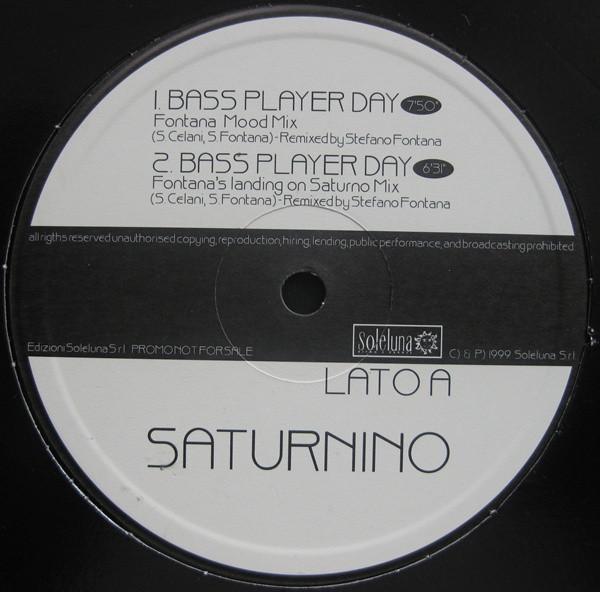 1. BASS PLAYER DAY 7'50"
Fontana Mood Mix
(S. Celani, S. Fontana) - Remixed by Stefano Fontana
2. BASS PLAYER DAY 6'31"
Fontana's landing on Saturno Mix
(S. Celani, S. Fontana) - Remixed by Stefano Fontana
all rigths reserved unauthorised copying, reproduction, hiring, lending, public performance, and broadcasting prohibited
soleluna
Edizioni Soleluna S.r.l. PROMO NOT FOR SALE
C) & P) 1999 Soleluna S.r.l.
LATO A
SATURNINO